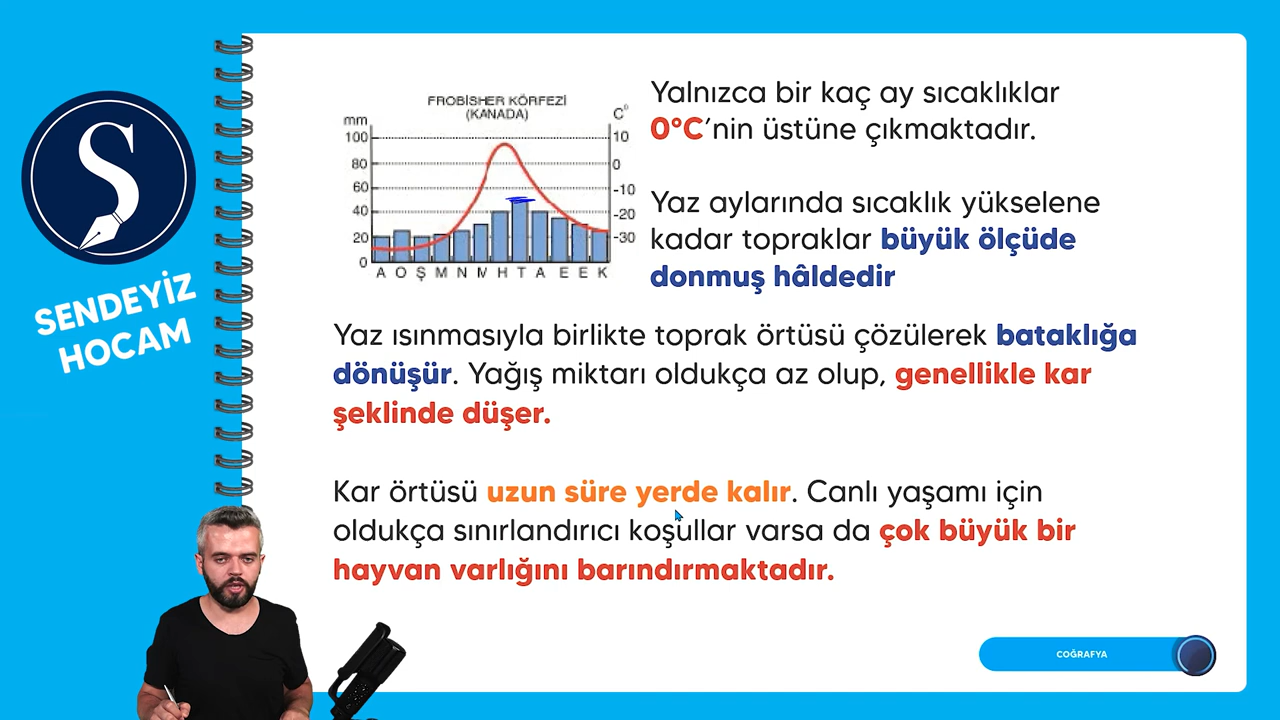 S
SENDEYİZ
HOCAM
FROBİSHER KÖRFEZİ
(KANADA)
mm
C°
100
80
60
40
20
0
10
0
-10
-20
-30
A O Ş M N M H T A E E K
Yalnızca bir kaç ay sıcaklıklar
0°C'nin üstüne çıkmaktadır.
Yaz aylarında sıcaklık yükselene
kadar topraklar büyük ölçüde
donmuş hâldedir
Yaz ısınmasıyla birlikte toprak örtüsü çözülerek bataklığa
dönüşür. Yağış miktarı oldukça az olup, genellikle kar
şeklinde düşer.
Kar örtüsü uzun süre yerde kalır. Canlı yaşamı için
oldukça sınırlandırıcı koşullar varsa da çok büyük bir
hayvan varlığını barındırmaktadır.
COĞRAFYA